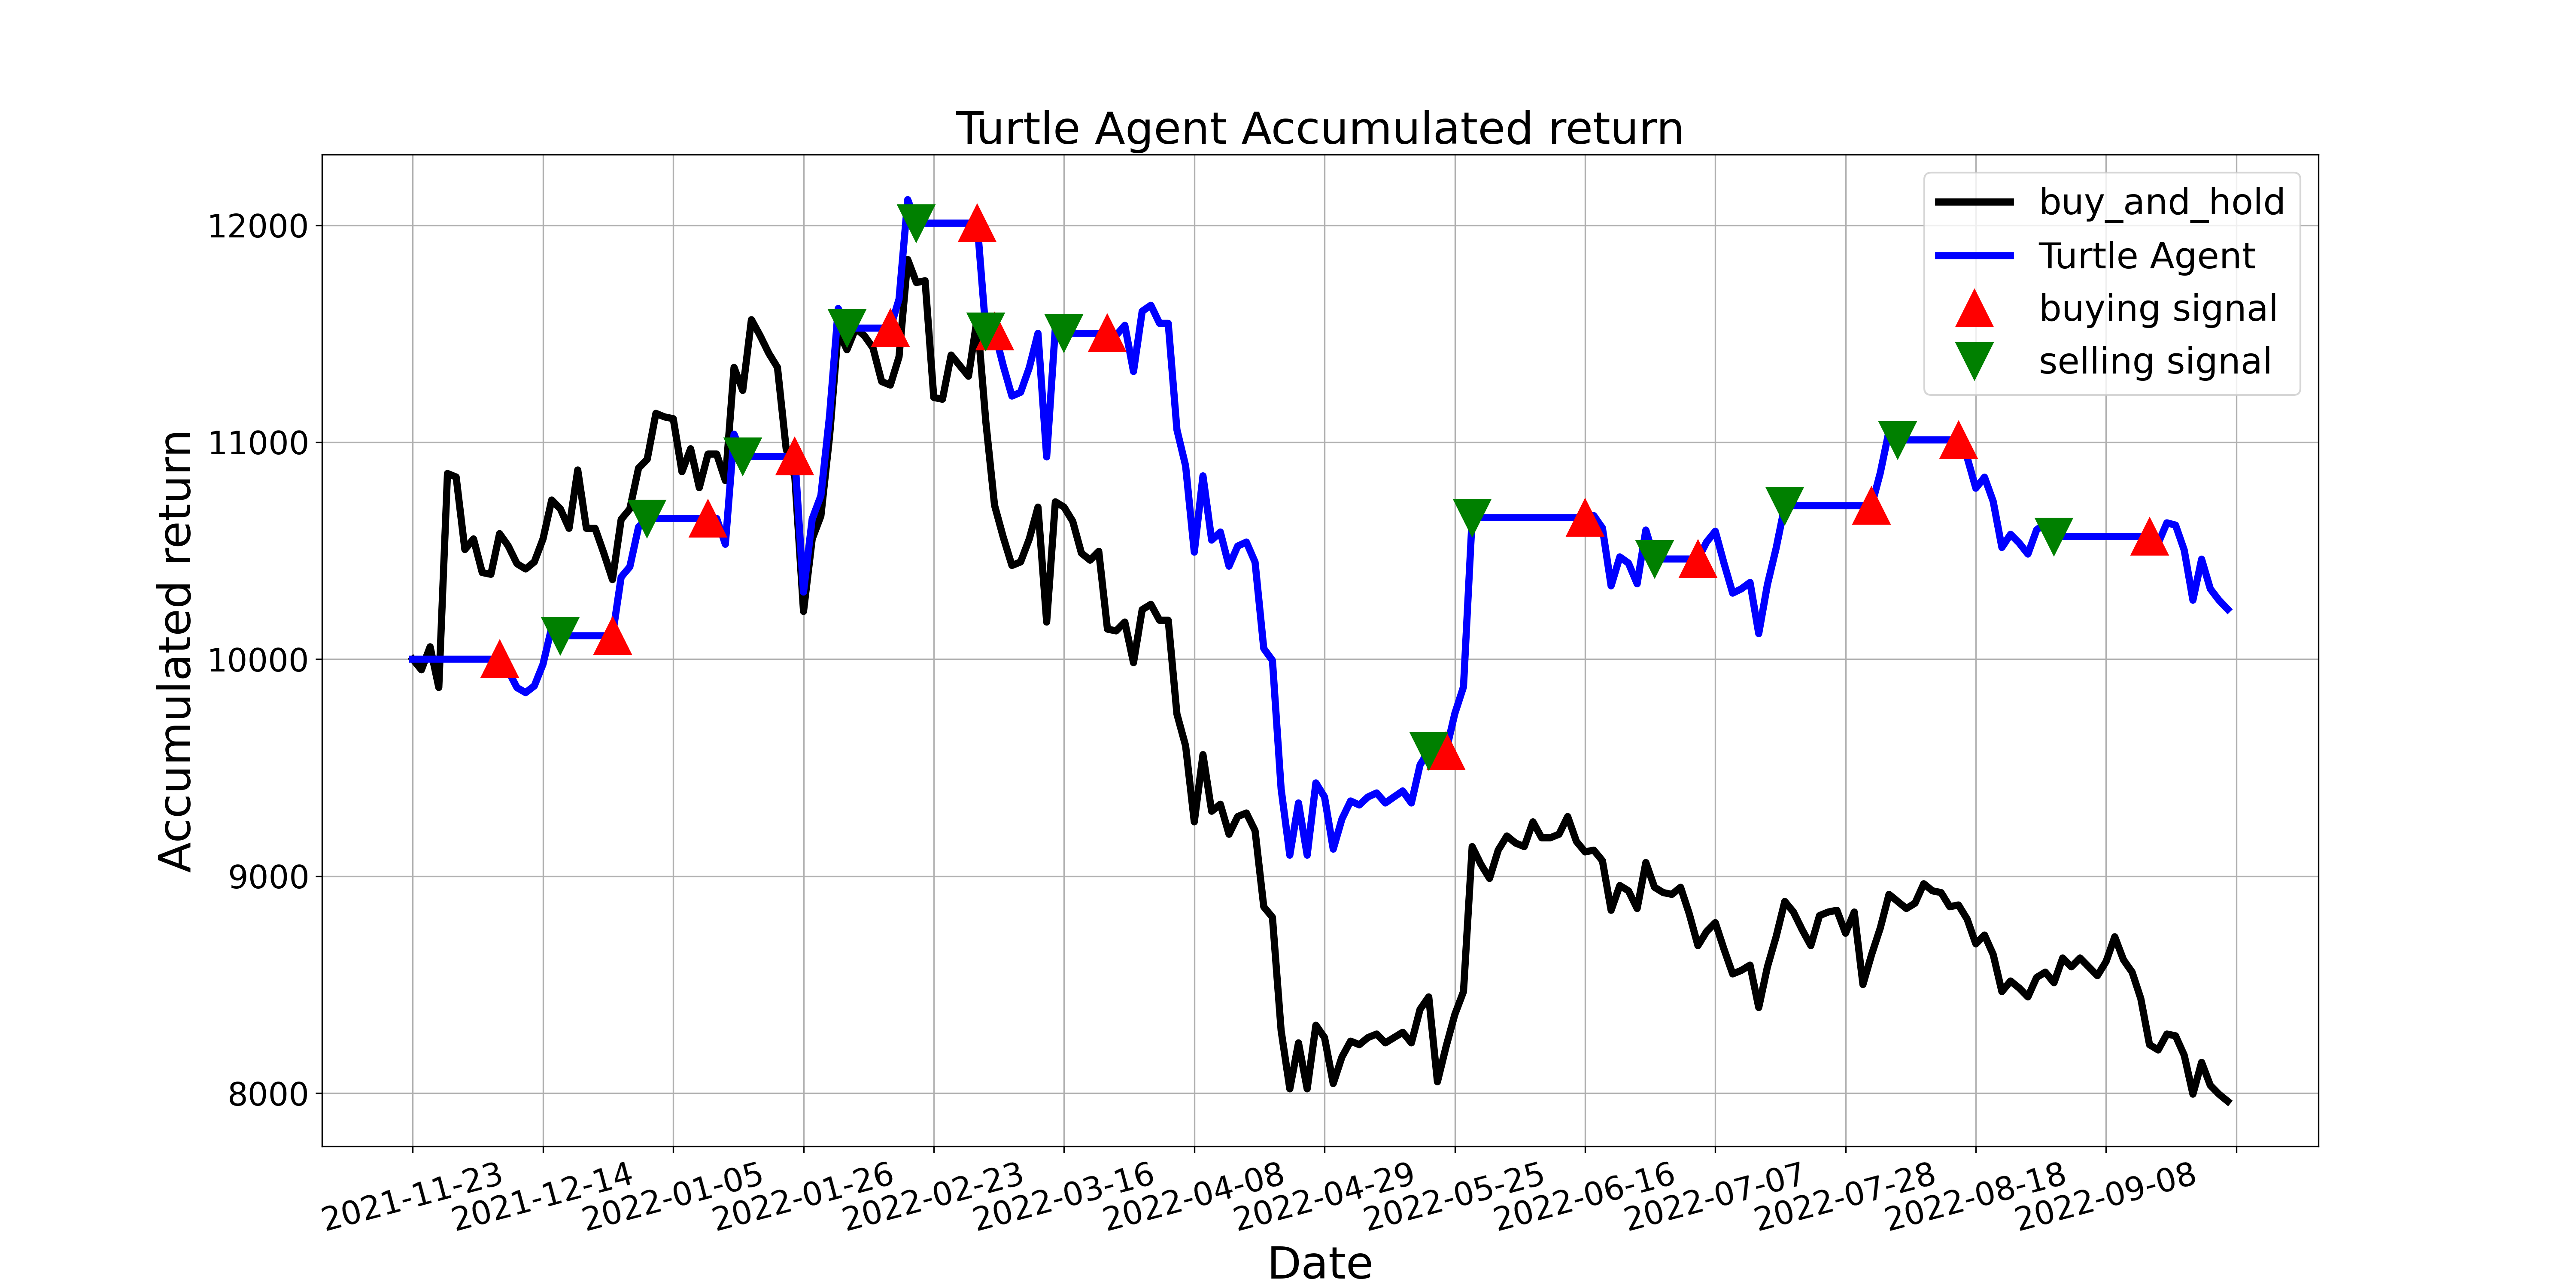 Turtle Agent Accumulated return
buy_and_hold
Turtle Agent
buying signal
selling signal
Accumulated return
12000
11000
10000
9000
8000
2021-11-23
2021-12-14
2022-01-05
2022-01-26
2022-02-23
2022-03-16
2022-04-08
2022-04-29
2022-05-25
2022-06-16
2022-07-07
2022-07-28
2022-08-18
2022-09-08
Date